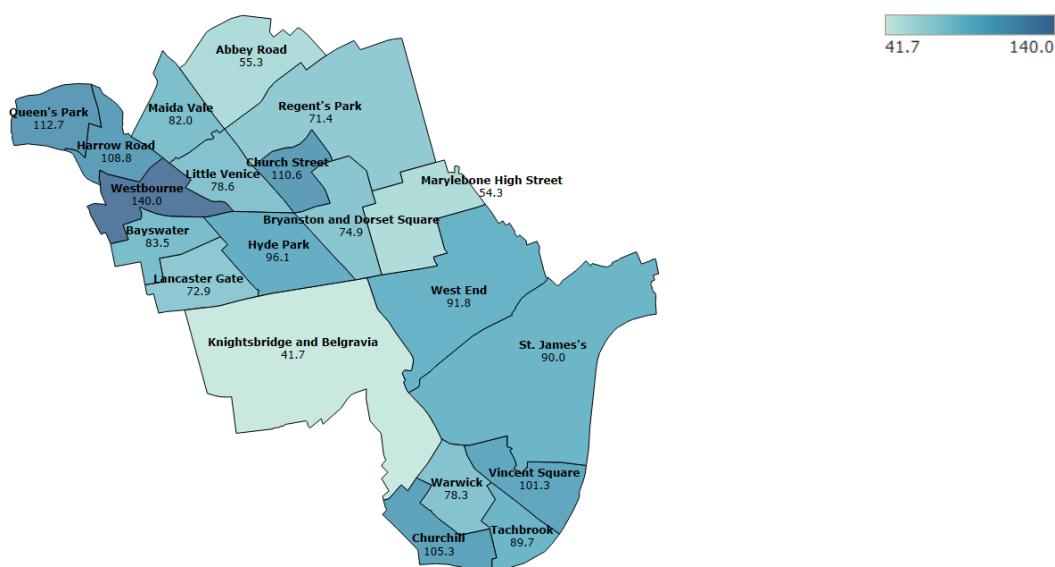 41.7
140.0
Abbey Road
55.3
Maida Vale
82.0
Regent's Park
71.4
Queen's Park
112.7
Harrow Road
108.8
Church Street
110.6
Little Venice
78.6
Marylebone High Street
54.3
Westbourne
140.0
Bryanston and Dorset Square
74.9
Bayswater
83.5
Hyde Park
96.1
Lancaster Gate
72.9
West End
91.8
Knightsbridge and Belgravia
41.7
St. James's
90.0
Vincent Square
101.3
Warwick
78.3
Tachbrook
89.7
Churchill
105.3